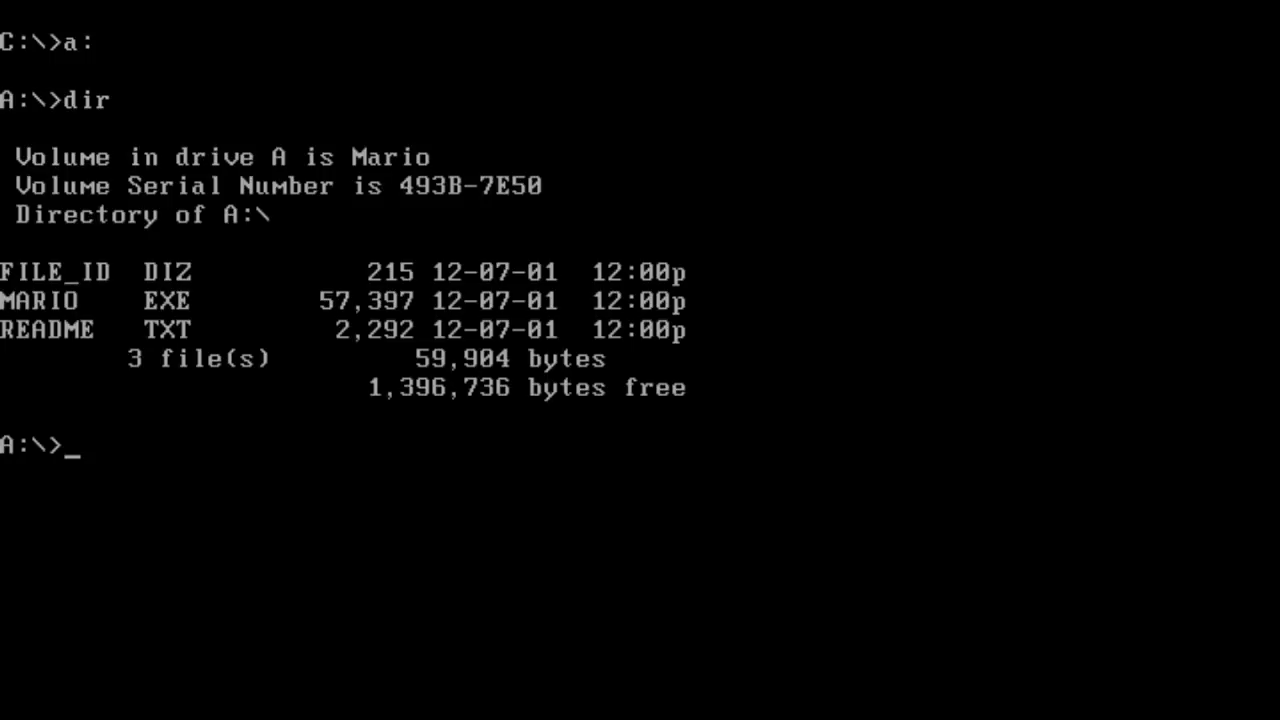 C:\>a:
A:\>dir
Volume in drive A is Mario
Volume Serial Number is 493B-7E50
Directory of A:\
FILE_ID  DIZ           215 12-07-01  12:00p
MARIO    EXE        57,397 12-07-01  12:00p
README   TXT         2,292 12-07-01  12:00p
3 file(s)         59,904 bytes
1,396,736 bytes free
A:\>_